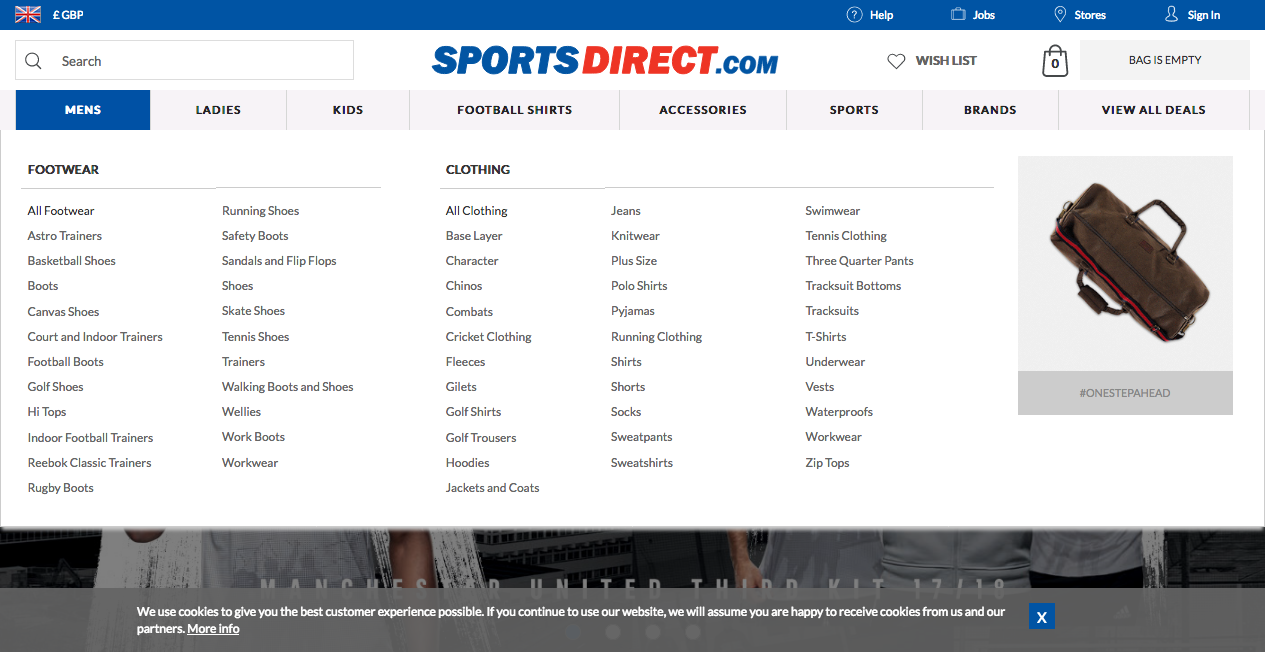 £ GBP
Help
Jobs
Stores
Sign In
Search
SPORTSDIRECT.COM
WISH LIST
0
BAG IS EMPTY
MENS
LADIES
KIDS
FOOTBALL SHIRTS
ACCESSORIES
SPORTS
BRANDS
VIEW ALL DEALS
FOOTWEAR
All Footwear
Astro Trainers
Basketball Shoes
Boots
Canvas Shoes
Court and Indoor Trainers
Football Boots
Golf Shoes
Hi Tops
Indoor Football Trainers
Reebok Classic Trainers
Rugby Boots
Running Shoes
Safety Boots
Sandals and Flip Flops
Shoes
Skate Shoes
Tennis Shoes
Trainers
Walking Boots and Shoes
Wellies
Work Boots
Workwear
CLOTHING
All Clothing
Base Layer
Character
Chinos
Combats
Cricket Clothing
Fleeces
Gilets
Golf Shirts
Golf Trousers
Hoodies
Jackets and Coats
Jeans
Knitwear
Plus Size
Polo Shirts
Pyjamas
Running Clothing
Shirts
Shorts
Socks
Sweatpants
Sweatshirts
Swimwear
Tennis Clothing
Three Quarter Pants
Tracksuit Bottoms
Tracksuits
T-Shirts
Underwear
Vests
Waterproofs
Workwear
Zip Tops
#ONESTEPAHEAD
MANCHESTER UNITED THIRD KIT 17/18
We use cookies to give you the best customer experience possible. If you continue to use our website, we will assume you are happy to receive cookies from us and our
partners. More info
X